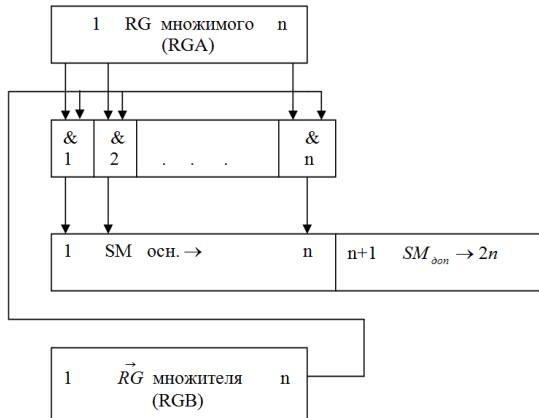 1 RG множимого n
(RGA)
& & &
1 2 . . . n
1 SM осн. → n n+1 SM доп → 2n
1 RG множителя n
(RGB)